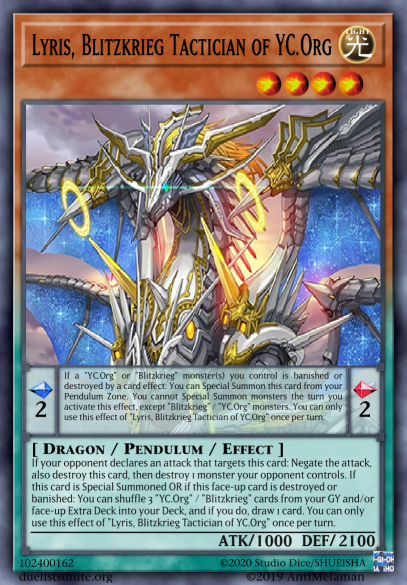 Lyris, Blitzkrieg Tactician of YC.Org
LIGHT
光
If a "YC.Org" or "Blitzkrieg" monster(s) you control is banished or
destroyed by a card effect: You can Special Summon this card from your
Pendulum Zone. You cannot Special Summon monsters the turn you
activate this effect, except "Blitzkrieg" / "YC.Org" monsters. You can only
use this effect of "Lyris, Blitzkrieg Tactician of YC.Org" once per turn.
2
2
[ Dragon / Pendulum / Effect ]
If your opponent declares an attack that targets this card: Negate the attack,
also destroy this card, then destroy 1 monster your opponent controls. If
this card is Special Summoned OR if this face-up card is destroyed or
banished: You can shuffle 3 "YC.Org" / "Blitzkrieg" cards from your GY and/or
face-up Extra Deck into your Deck, and if you do, draw 1 card. You can only
use this effect of "Lyris, Blitzkrieg Tactician of YC.Org" once per turn.
ATK/1000 DEF/2100
102400162
©2020 Studio Dice/SHUEISHA
duelistsunite.org
©2019 AntiMetaman